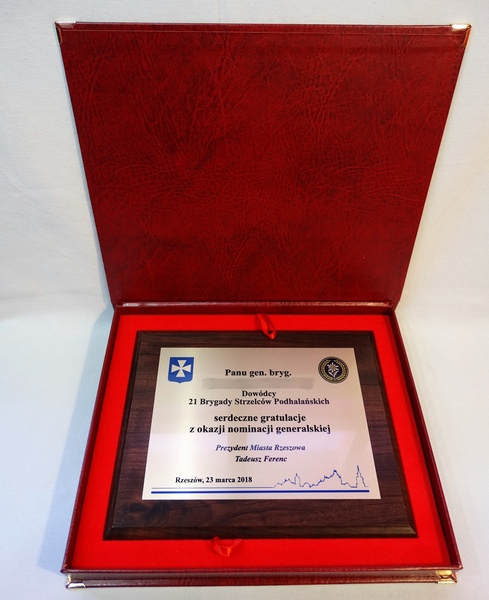 Panu gen. bryg.
Dowódcy
21 Brygady Strzelców Podhalańskich
serdeczne gratulacje
z okazji nominacji generalskiej
Prezydent Miasta Rzeszowa
Tadeusz Ferenc
Rzeszów, 23 marca 2018